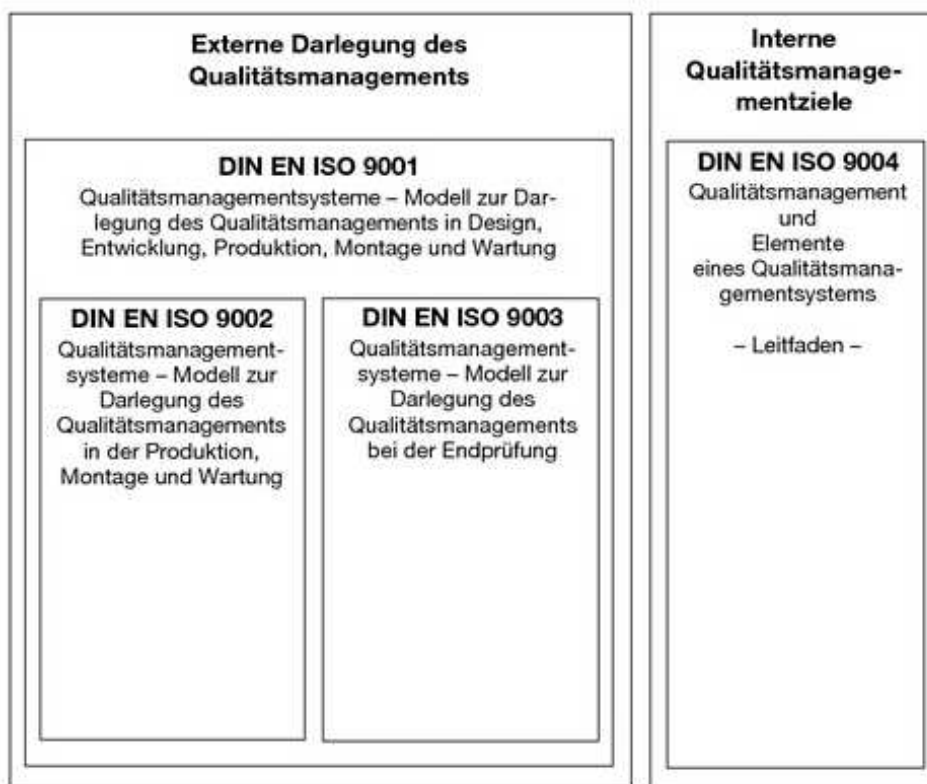 Externe Darlegung des
Qualitätsmanagements
DIN EN ISO 9001
Qualitätsmanagementsysteme – Modell zur Dar-
legung des Qualitätsmanagements in Design,
Entwicklung, Produktion, Montage und Wartung
DIN EN ISO 9002
Qualitätsmanagement-
systeme – Modell zur
Darlegung des
Qualitätsmanagements
in der Produktion,
Montage und Wartung
DIN EN ISO 9003
Qualitätsmanagement-
systeme – Modell zur
Darlegung des
Qualitätsmanagements
bei der Endprüfung
Interne
Qualitätsmanage-
mentziele
DIN EN ISO 9004
Qualitätsmanagement
und
Elemente
eines Qualitätsmana-
gementsystems
– Leitfaden –